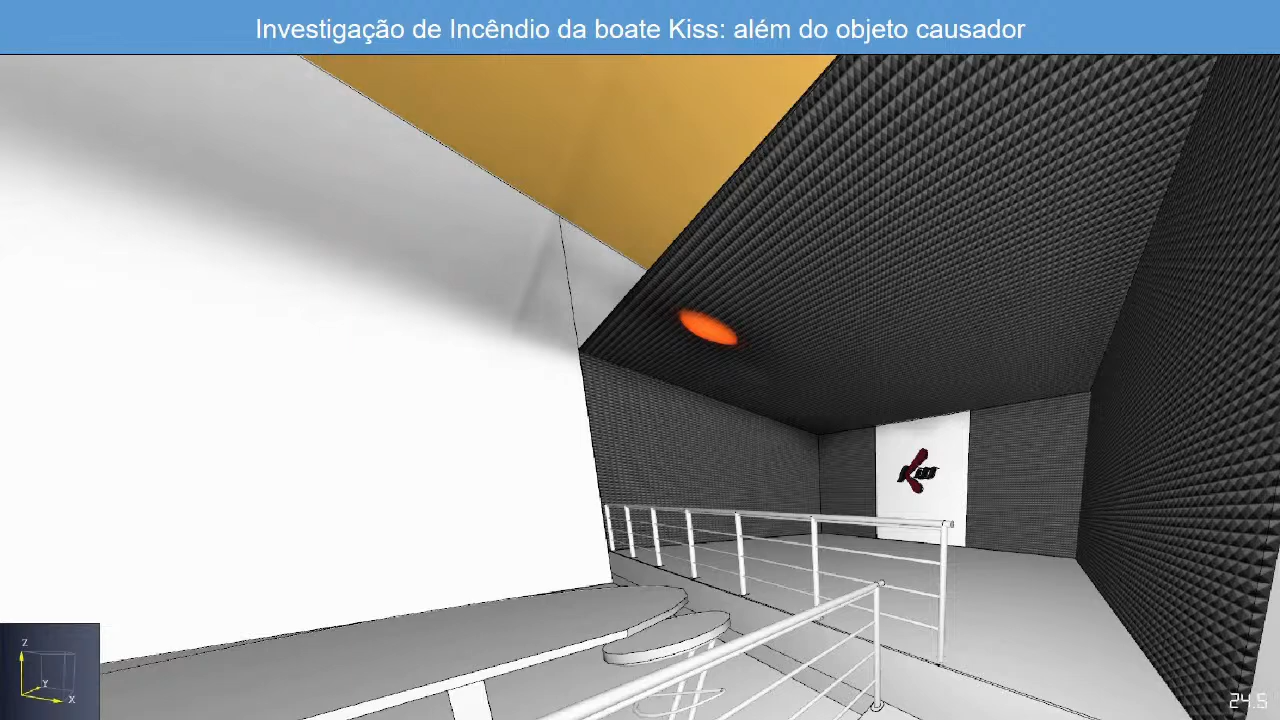 Investigação de Incêndio da boate Kiss: além do objeto causador
Kiss
Z
Y
X
24.5